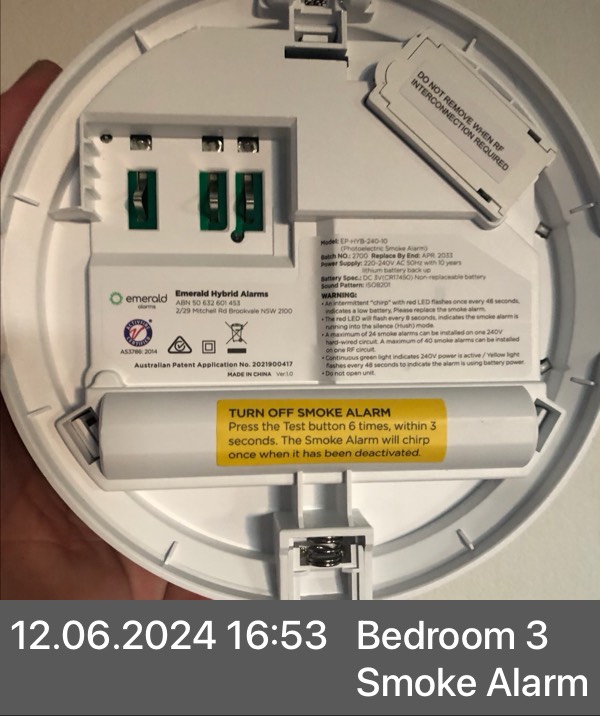 DO NOT REMOVE WHEN RF
INTERCONNECTION REQUIRED
Model: EP-HYB-240-10
(Photoelectric Smoke Alarm)
Batch NO.: 2700 Replace By End: APR. 2033
Power Supply: 220-240V AC 50Hz with 10 years
lithium battery back up
Battery Spec.: DC 3V(CR17450) Non-replaceable battery
Sound Pattern: ISO8201
WARNING:
• An intermittent "chirp" with red LED flashes once every 48 seconds,
indicates a low battery, Please replace the smoke alarm.
• The red LED will flash every 8 seconds, indicates the smoke alarm is
running into the silence (Hush) mode.
• A maximum of 24 smoke alarms can be installed on one 240V
hard-wired circuit. A maximum of 40 smoke alarms can be installed
on one RF circuit.
• Continuous green light indicates 240V power is active / Yellow light
flashes every 48 seconds to indicate the alarm is using battery power.
• Do not open unit.
emerald
alarms
Emerald Hybrid Alarms
ABN 50 632 601 453
2/29 Mitchell Rd Brookvale NSW 2100
AS3786: 2014
Australian Patent Application No. 2021900417
MADE IN CHINA Ver1.0
TURN OFF SMOKE ALARM
Press the Test button 6 times, within 3
seconds. The Smoke Alarm will chirp
once when it has been deactivated.
12.06.2024 16:53 Bedroom 3
Smoke Alarm